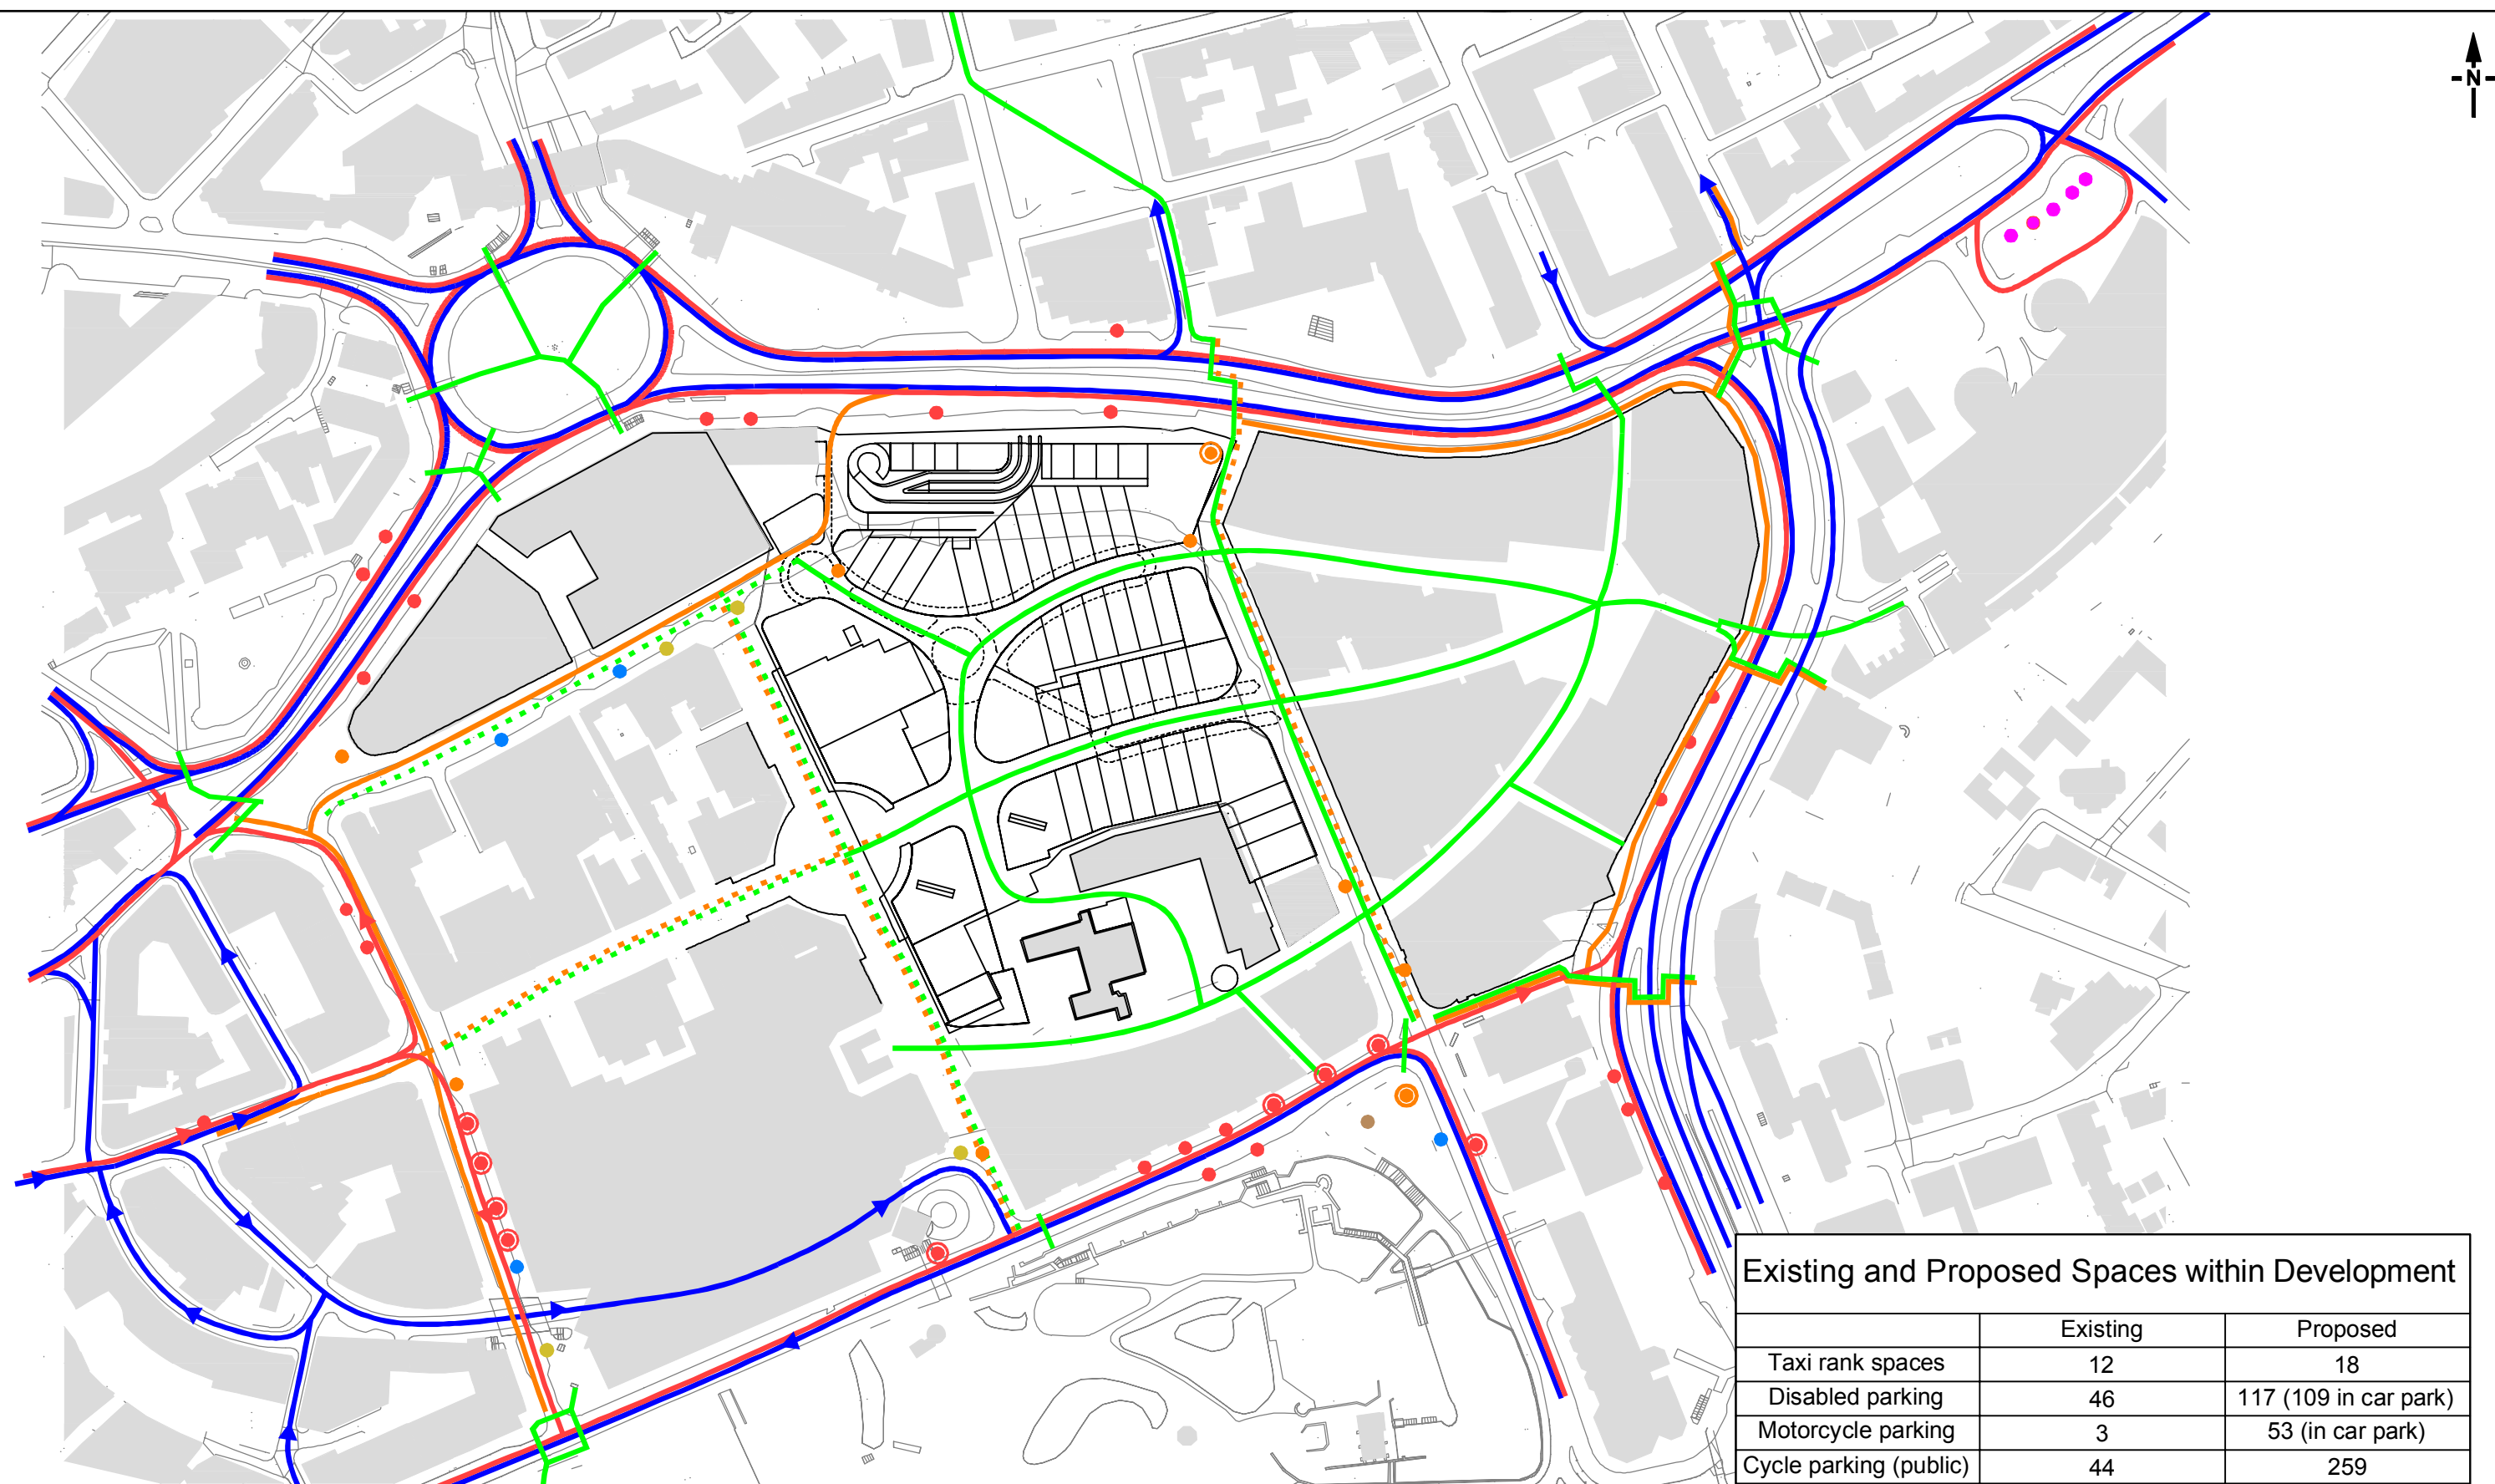 N
Existing and Proposed Spaces within Development
Existing Proposed
Taxi rank spaces 12 18
Disabled parking 46 117 (109 in car park)
Motorcycle parking 3 53 (in car park)
Cycle parking (public) 44 259